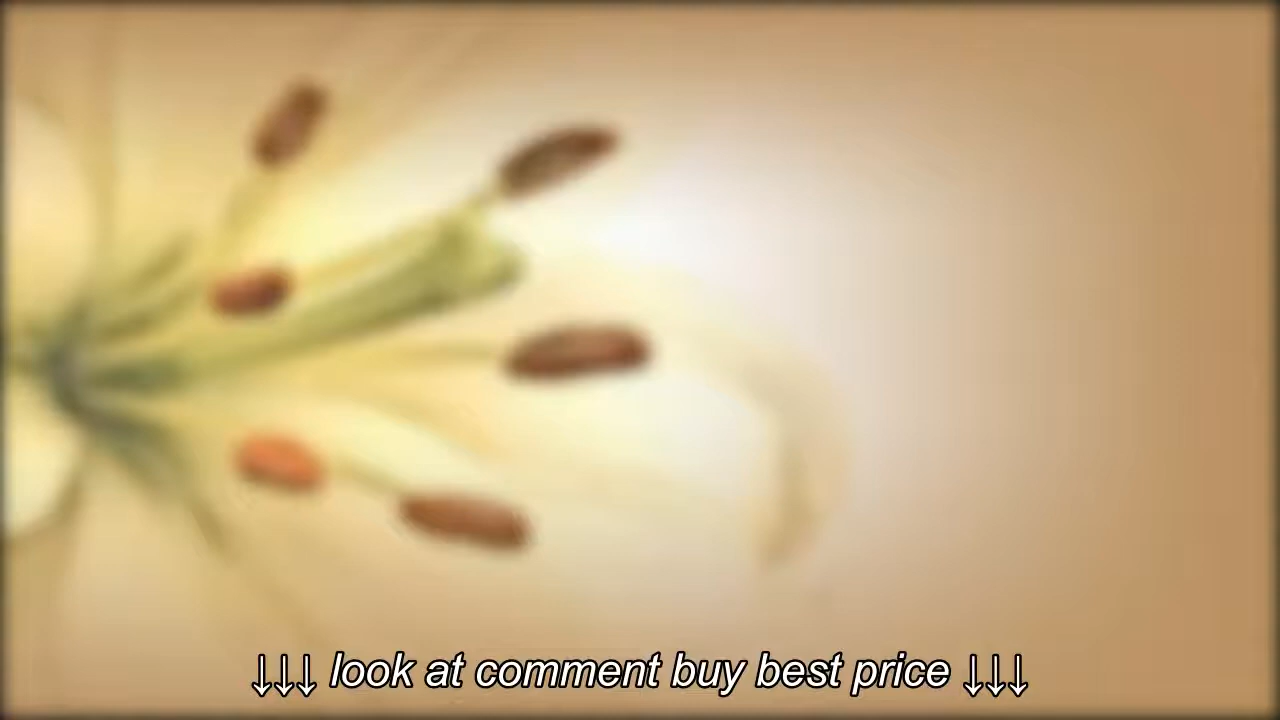 ↓↓↓ look at comment buy best price ↓↓↓